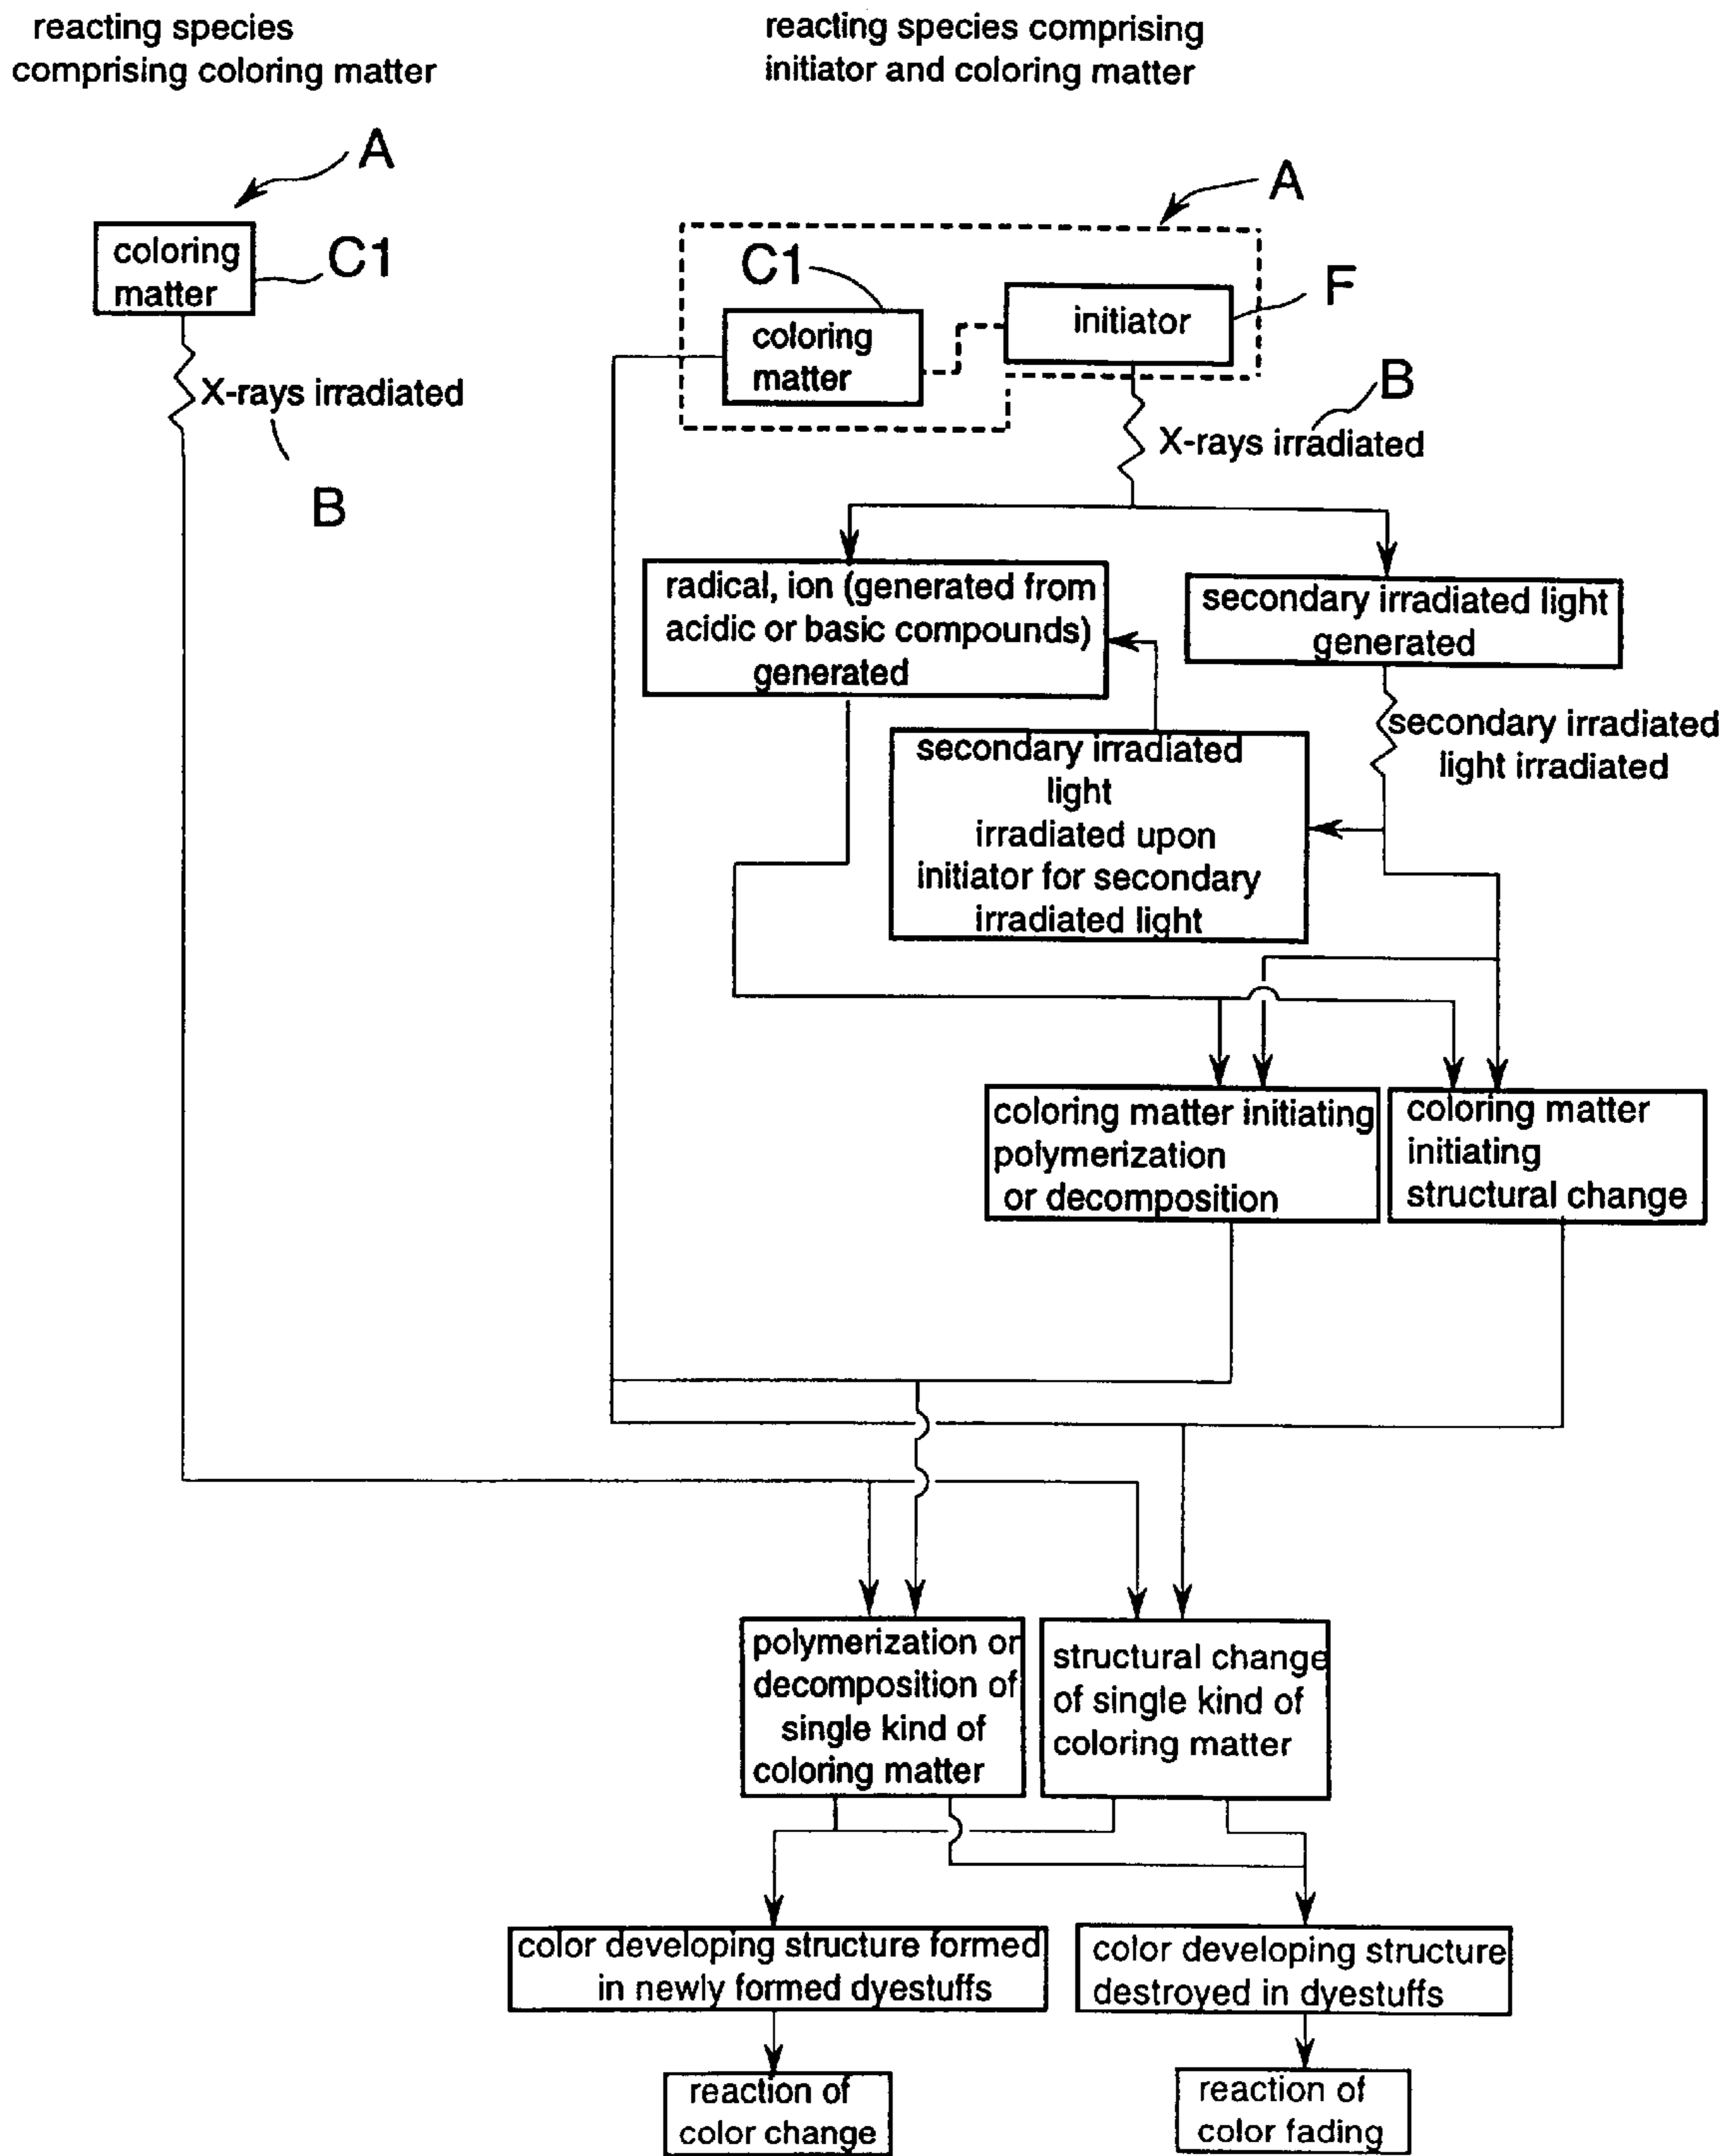 reacting species
comprising coloring matter
reacting species comprising
initiator and coloring matter
A
A
coloring
matter
C1
C1
coloring
matter
initiator
F
X-rays irradiated
B
B
X-rays irradiated
radical, ion (generated from
acidic or basic compounds)
generated
secondary irradiated light
generated
secondary irradiated
light irradiated
secondary irradiated
light
irradiated upon
initiator for secondary
irradiated light
coloring matter initiating
polymerization
or decomposition
coloring matter
initiating
structural change
polymerization or
decomposition of
single kind of
coloring matter
structural change
of single kind of
coloring matter
color developing structure formed
in newly formed dyestuffs
color developing structure
destroyed in dyestuffs
reaction of
color change
reaction of
color fading